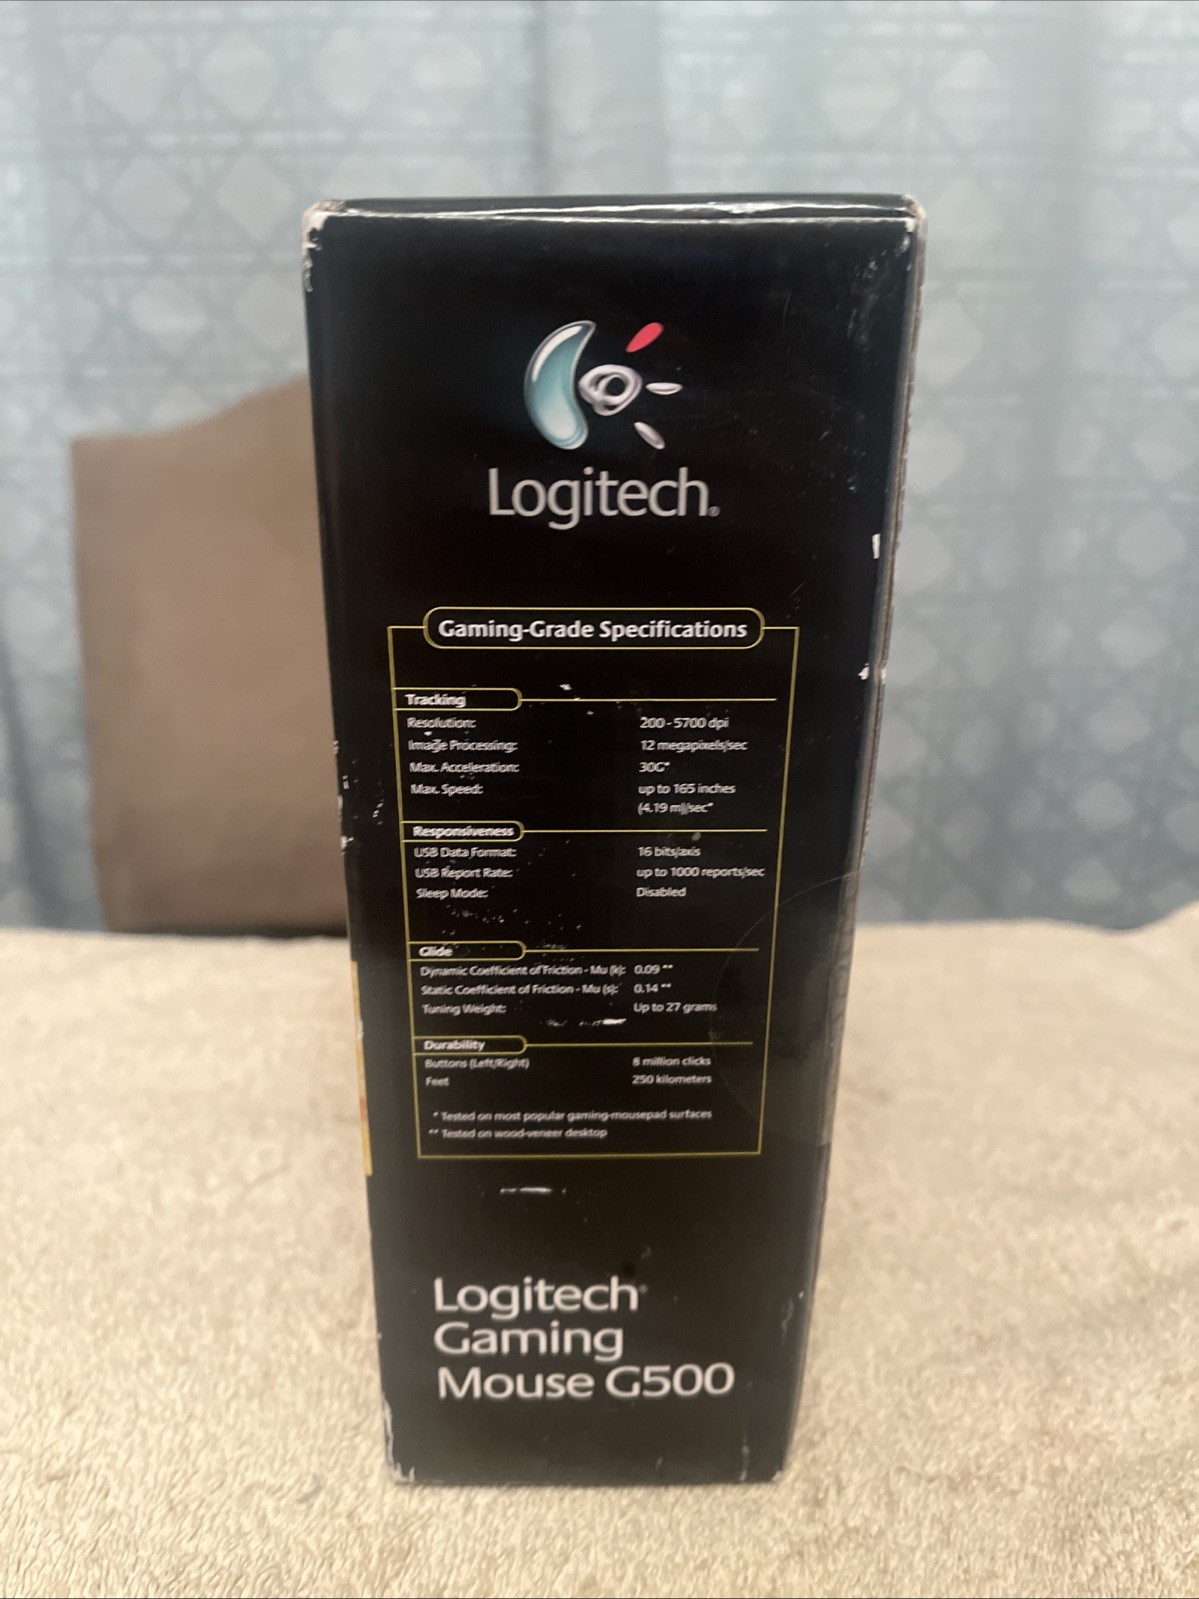 Logitech®
Gaming-Grade Specifications
Tracking
Resolution: 200 - 5700 dpi
Image Processing: 12 megapixels/sec
Max. Acceleration: 30G*
Max. Speed: up to 165 inches
(4.19 m)/sec*
Responsiveness
USB Data Format: 16 bits/axis
USB Report Rate: up to 1000 reports/sec
Sleep Mode: Disabled
Glide
Dynamic Coefficient of Friction - Mu (k): 0.09 **
Static Coefficient of Friction - Mu (s): 0.14 **
Tuning Weight: Up to 27 grams
Durability
Buttons (Left/Right) 8 million clicks
Feet 250 kilometers
* Tested on most popular gaming-mousepad surfaces
** Tested on wood-veneer desktop
Logitech®
Gaming
Mouse G500